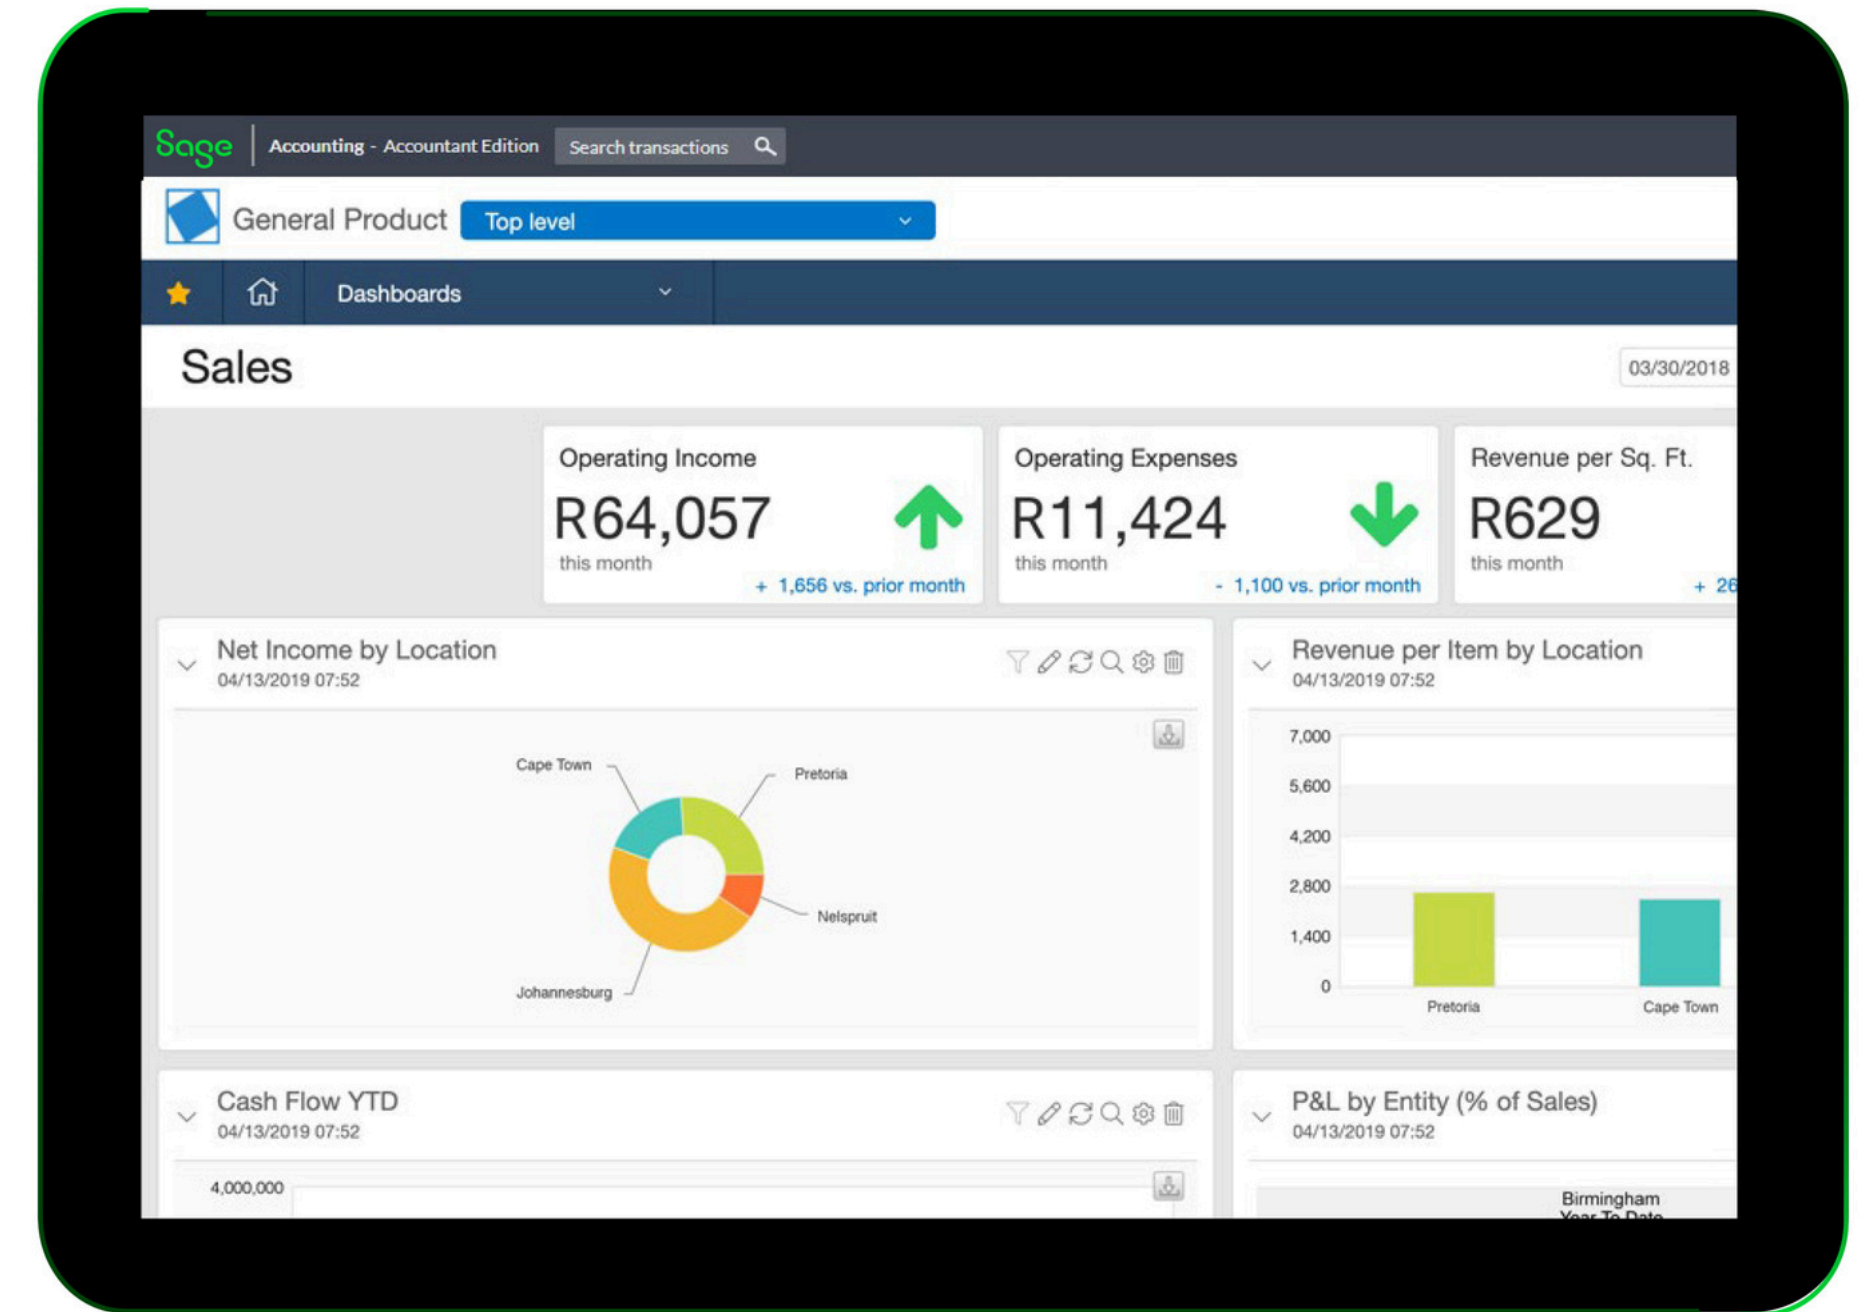 Sage
Accounting - Accountant Edition
Search transactions
General Product
Top level
Dashboards
Sales
03/30/2018
Operating Income
R64,057
this month
+ 1,656 vs. prior month
Operating Expenses
R11,424
this month
- 1,100 vs. prior month
Revenue per Sq. Ft.
R629
this month
+ 26
Net Income by Location
04/13/2019 07:52
Cape Town
Pretoria
Nelspruit
Johannesburg
Revenue per Item by Location
04/13/2019 07:52
7,000
5,600
4,200
2,800
1,400
0
Pretoria
Cape Town
Cash Flow YTD
04/13/2019 07:52
4,000,000
P&L by Entity (% of Sales)
04/13/2019 07:52
Birmingham
Year To Date